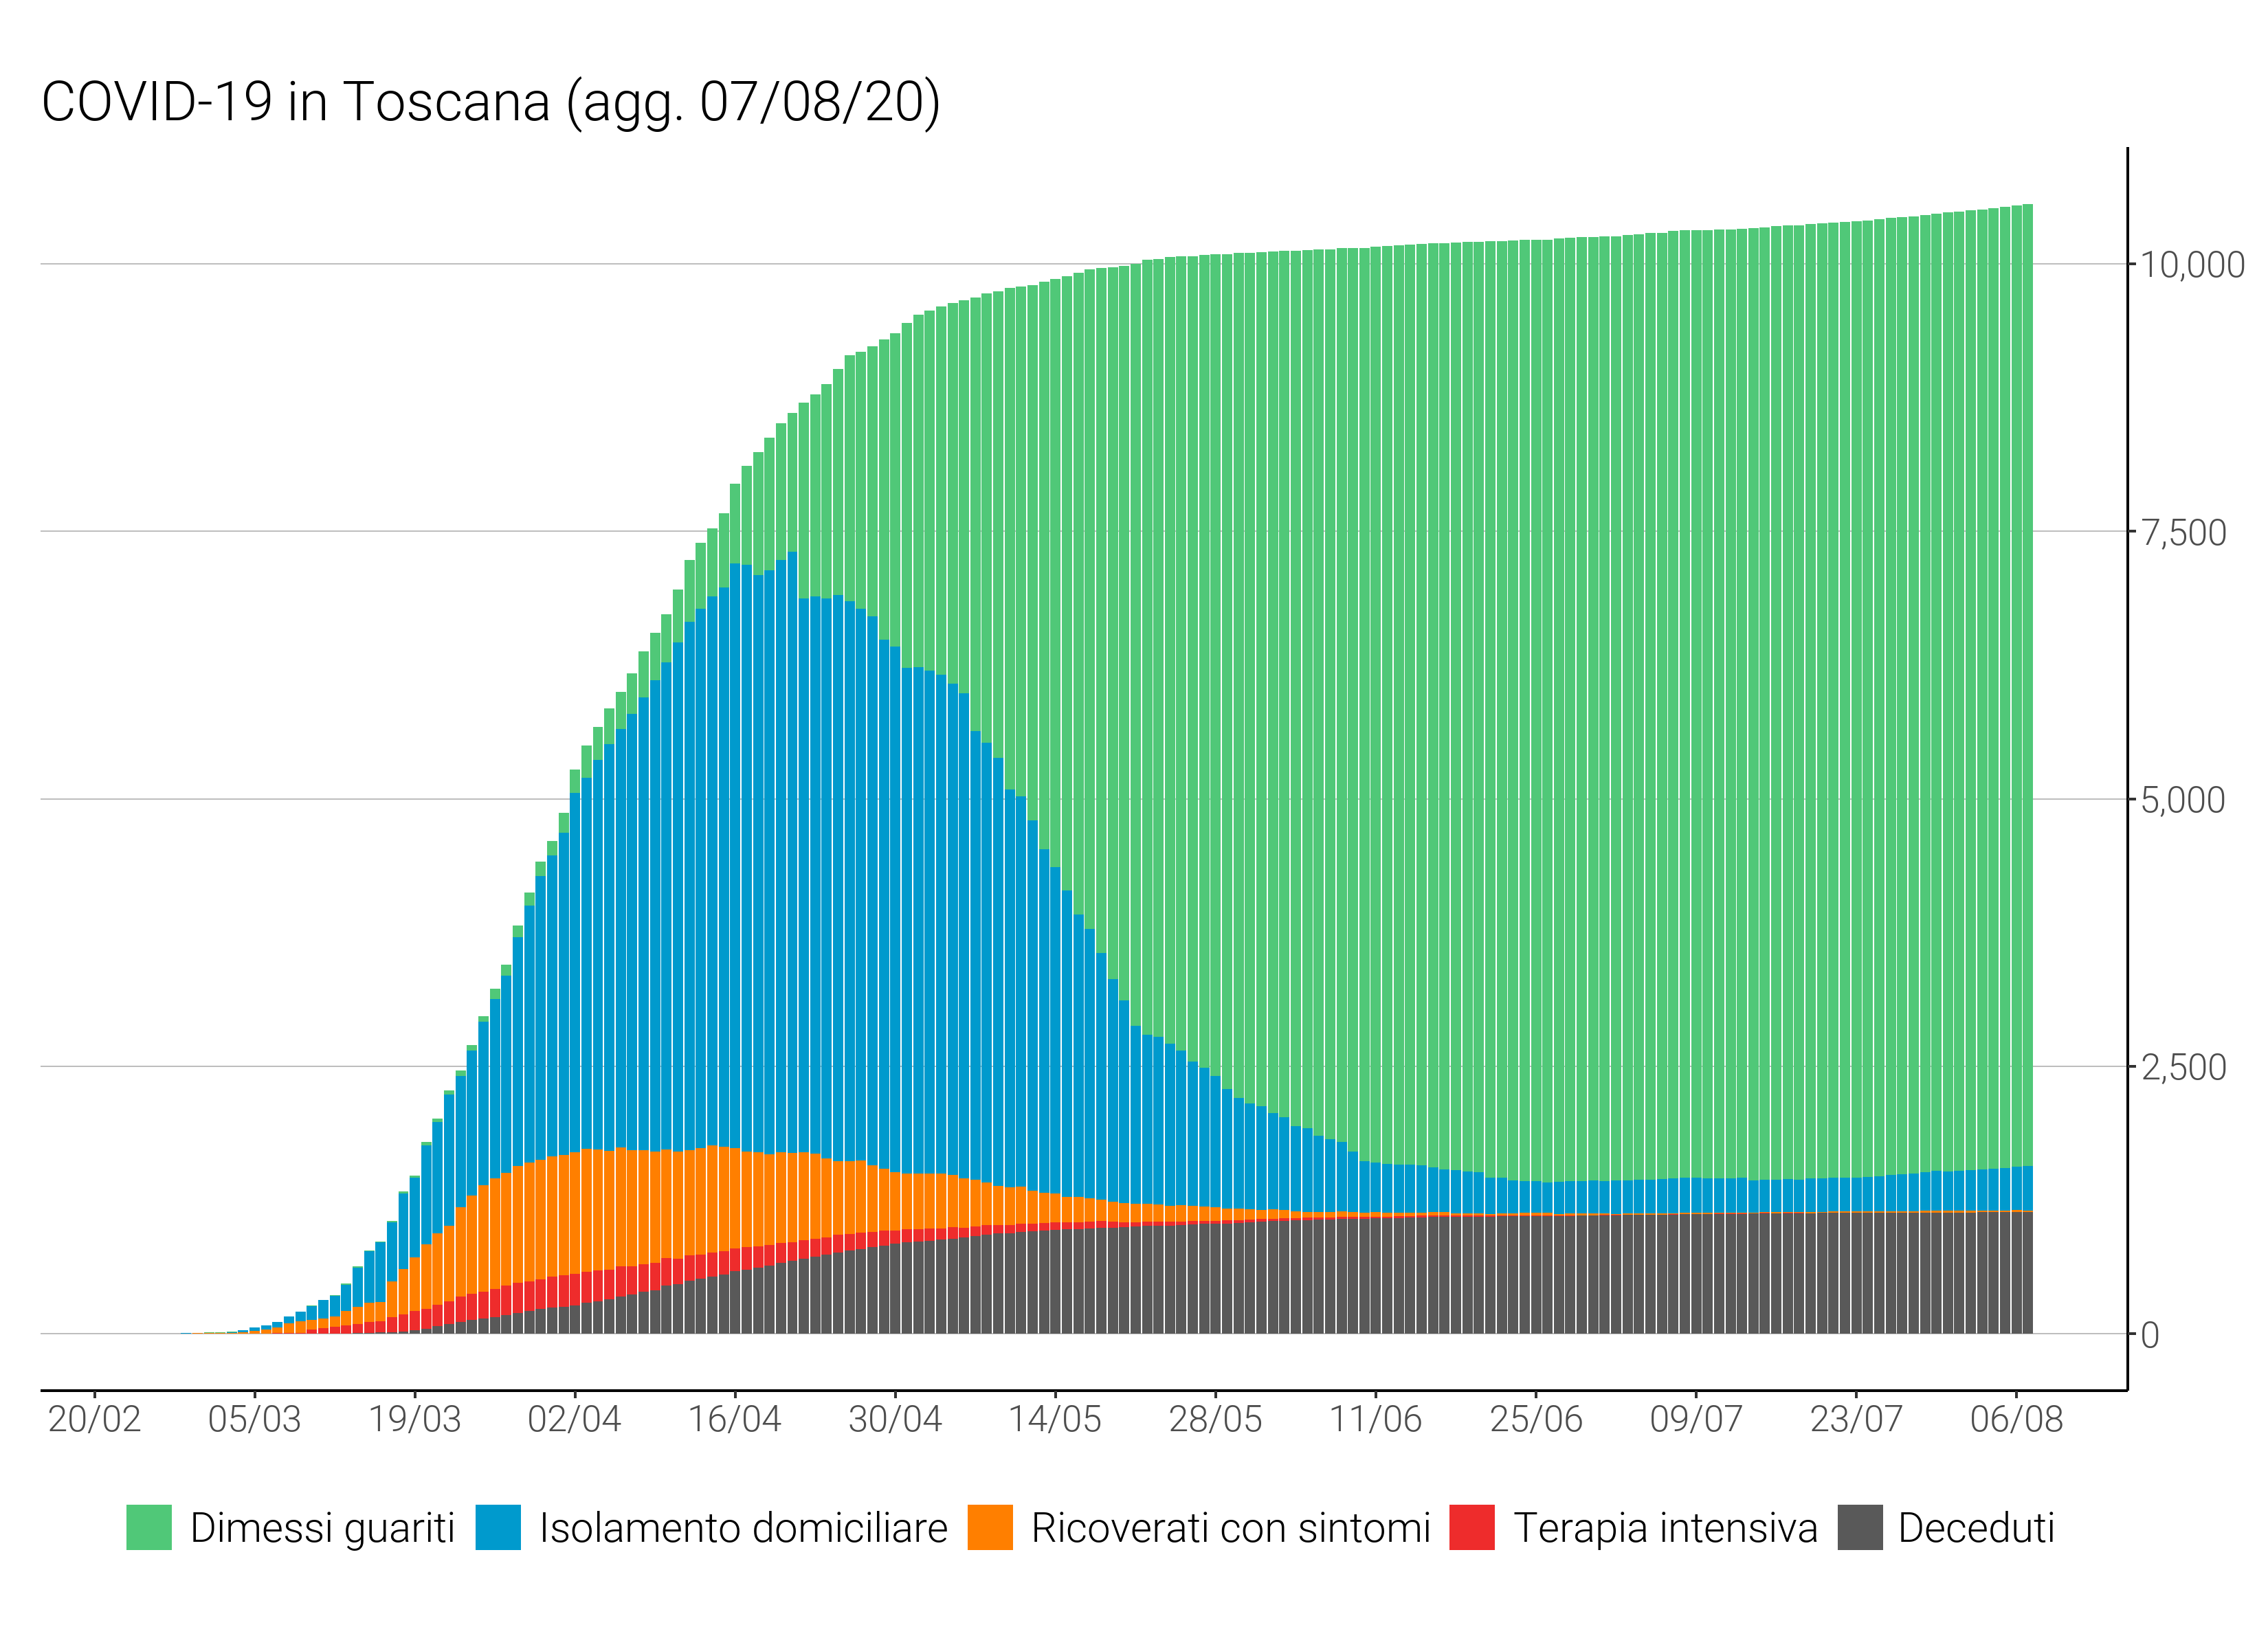 COVID-19 in Toscana (agg. 07/08/20)
10,000
7,500
5,000
2,500
0
20/02 05/03 19/03 02/04 16/04 30/04 14/05 28/05 11/06 25/06 09/07 23/07 06/08
Dimessi guariti Isolamento domiciliare Ricoverati con sintomi Terapia intensiva Deceduti